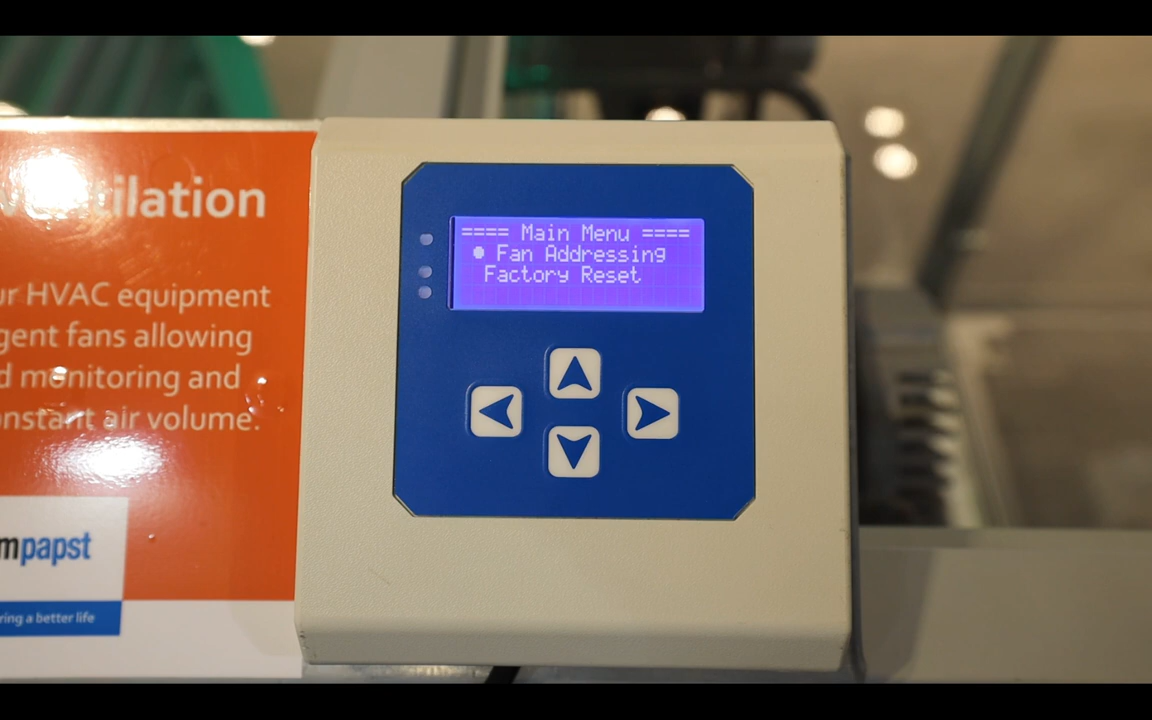 ilation
ur HVAC equipment
gent fans allowing
d monitoring and
onstant air volume.
mpapst
ring a better life
==== Main Menu ====
● Fan Addressing
Factory Reset